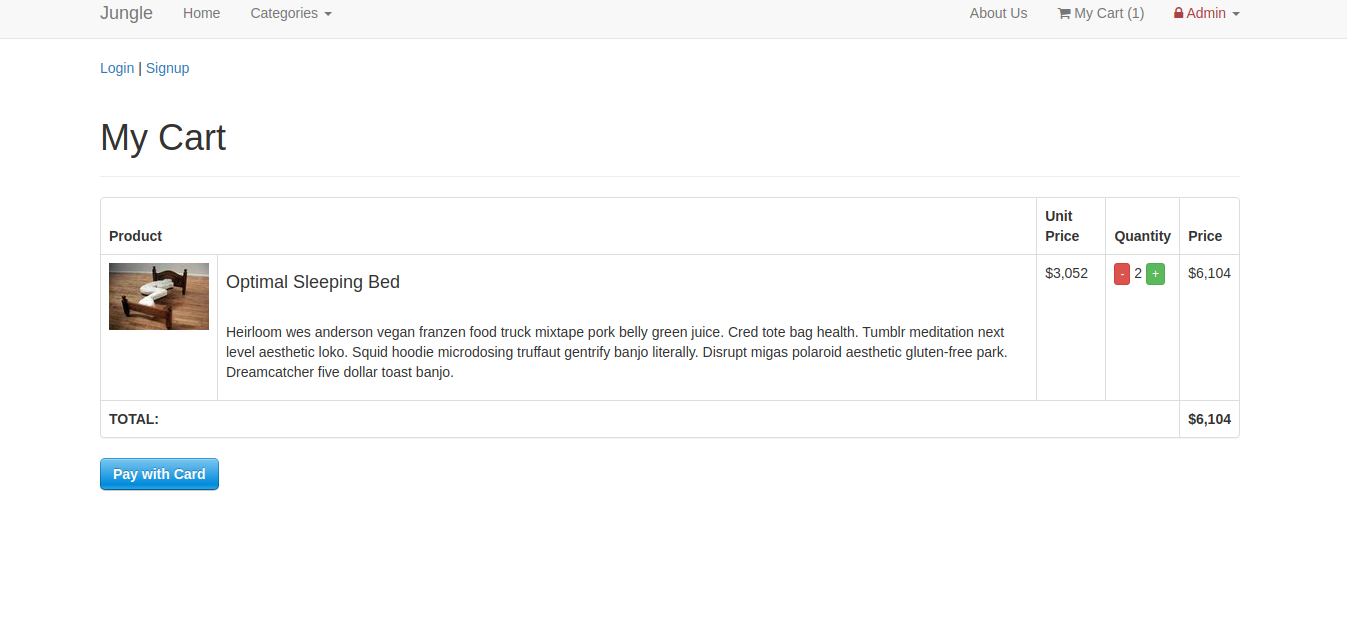 Jungle Home Categories About Us My Cart (1) Admin
Login | Signup
My Cart
Product Unit Price Quantity Price
Optimal Sleeping Bed $3,052 - 2 + $6,104
Heirloom wes anderson vegan franzen food truck mixtape pork belly green juice. Cred tote bag health. Tumblr meditation next
level aesthetic loko. Squid hoodie microdosing truffaut gentrify banjo literally. Disrupt migas polaroid aesthetic gluten-free park.
Dreamcatcher five dollar toast banjo.
TOTAL: $6,104
Pay with Card